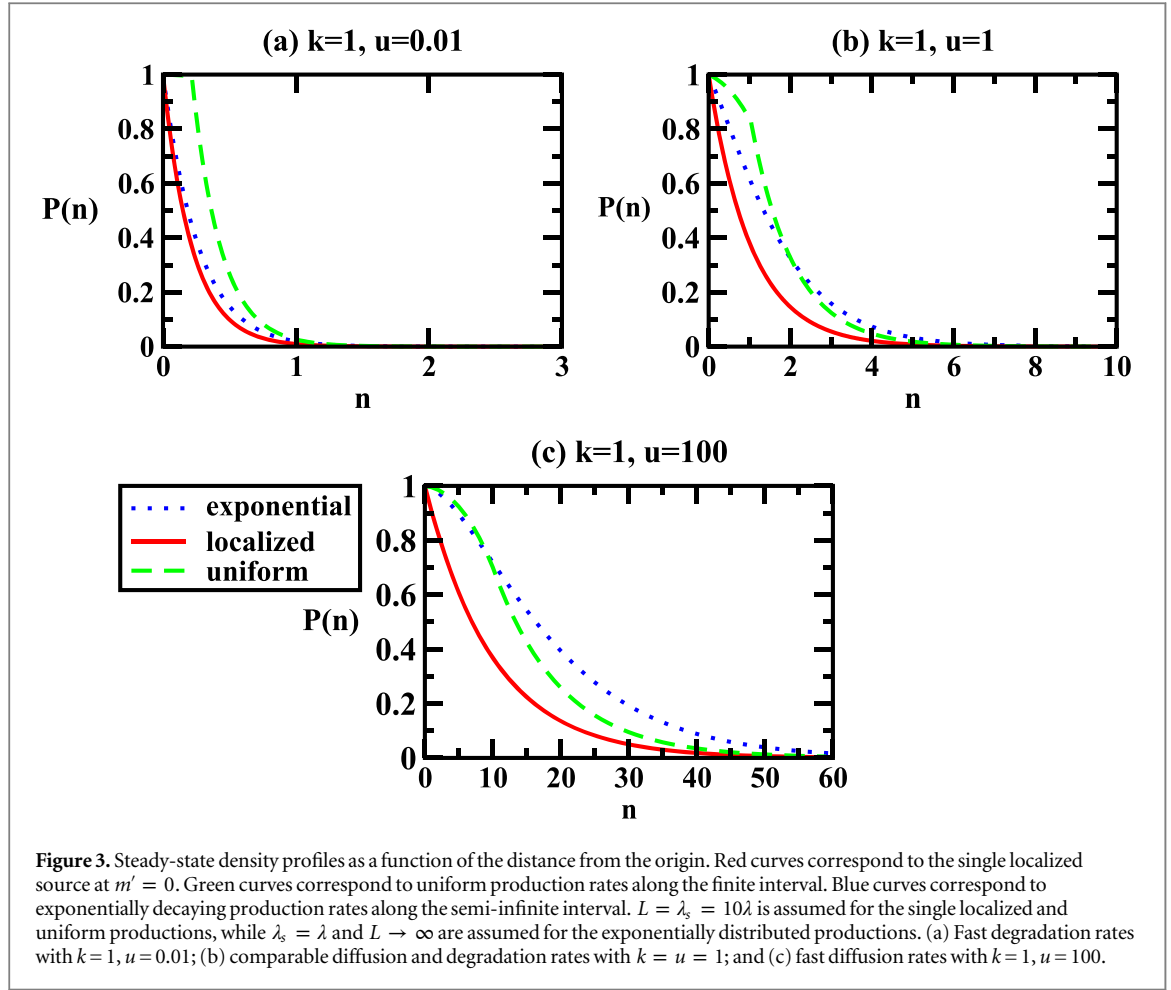 (a) k=1, u=0.01
(b) k=1, u=1
1
0.8
0.6
0.4
0.2
0
P(n)
0 1 2 3
n
1
0.8
0.6
0.4
0.2
0
P(n)
0 2 4 6 8 10
n
(c) k=1, u=100
exponential
localized
uniform
1
0.8
0.6
0.4
0.2
0
P(n)
0 10 20 30 40 50 60
n
Figure 3. Steady-state density profiles as a function of the distance from the origin. Red curves correspond to the single localized
source at m′ = 0. Green curves correspond to uniform production rates along the finite interval. Blue curves correspond to
exponentially decaying production rates along the semi-infinite interval. L = λₛ = 10λ is assumed for the single localized and
uniform productions, while λₛ = λ and L → ∞ are assumed for the exponentially distributed productions. (a) Fast degradation rates
with k = 1, u = 0.01; (b) comparable diffusion and degradation rates with k = u = 1; and (c) fast diffusion rates with k = 1, u = 100.